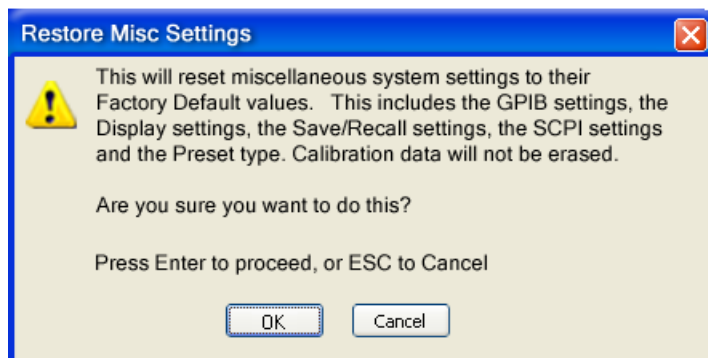 Restore Misc Settings
This will reset miscellaneous system settings to their
Factory Default values.   This includes the GPIB settings, the
Display settings, the Save/Recall settings, the SCPI settings
and the Preset type. Calibration data will not be erased.
Are you sure you want to do this?
Press Enter to proceed, or ESC to Cancel
OK Cancel